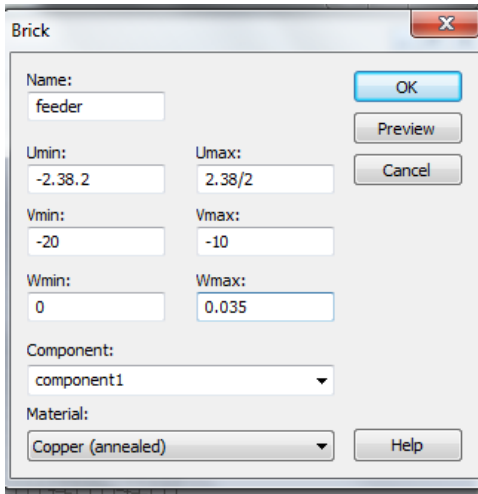 Brick
Name:
OK
feeder
Preview
Umin: Umax:
Cancel
-2.38.2 2.38/2
Vmin: Vmax:
-20 -10
Wmin: Wmax:
0 0.035
Component:
component1
Material:
Copper (annealed) Help